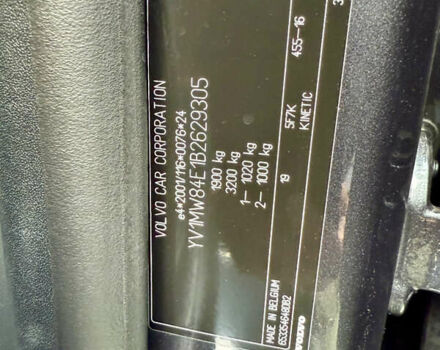 VOLVO CAR CORPORATION
e4*2001/116*0076*24
YV1MW84E1B2629305
1900 kg
3200 kg
1- 1020 kg
2- 1000 kg
19 5F7K 455-16
KINETIC
MADE IN BELGIUM
VOLVO